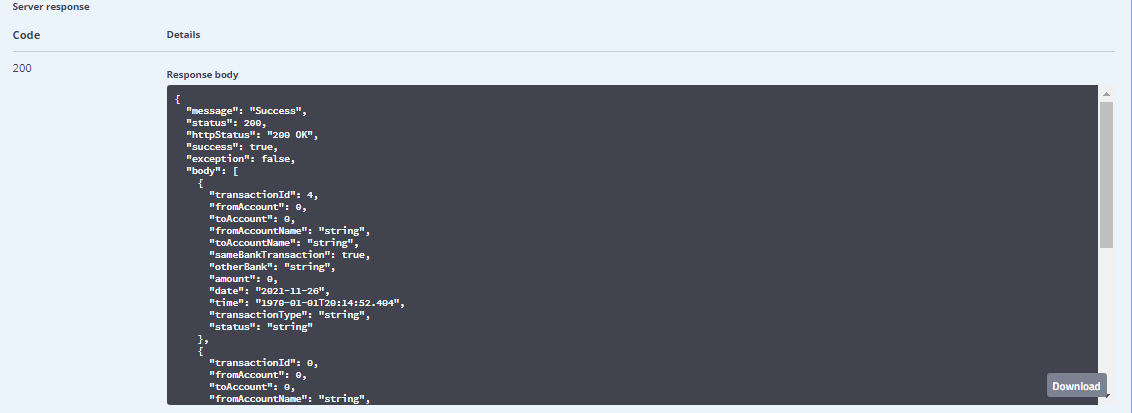 Server response
Code Details
200
Response body
{
"message": "Success",
"status": 200,
"httpStatus": "200 OK",
"success": true,
"exception": false,
"body": [
{
"transactionId": 4,
"fromAccount": 0,
"toAccount": 0,
"fromAccountName": "string",
"toAccountName": "string",
"sameBankTransaction": true,
"otherBank": "string",
"amount": 0,
"date": "2021-11-26",
"time": "1970-01-01T20:14:52.404",
"transactionType": "string",
"status": "string"
},
{
"transactionId": 0,
"fromAccount": 0,
"toAccount": 0,
"fromAccountName": "string",
Download